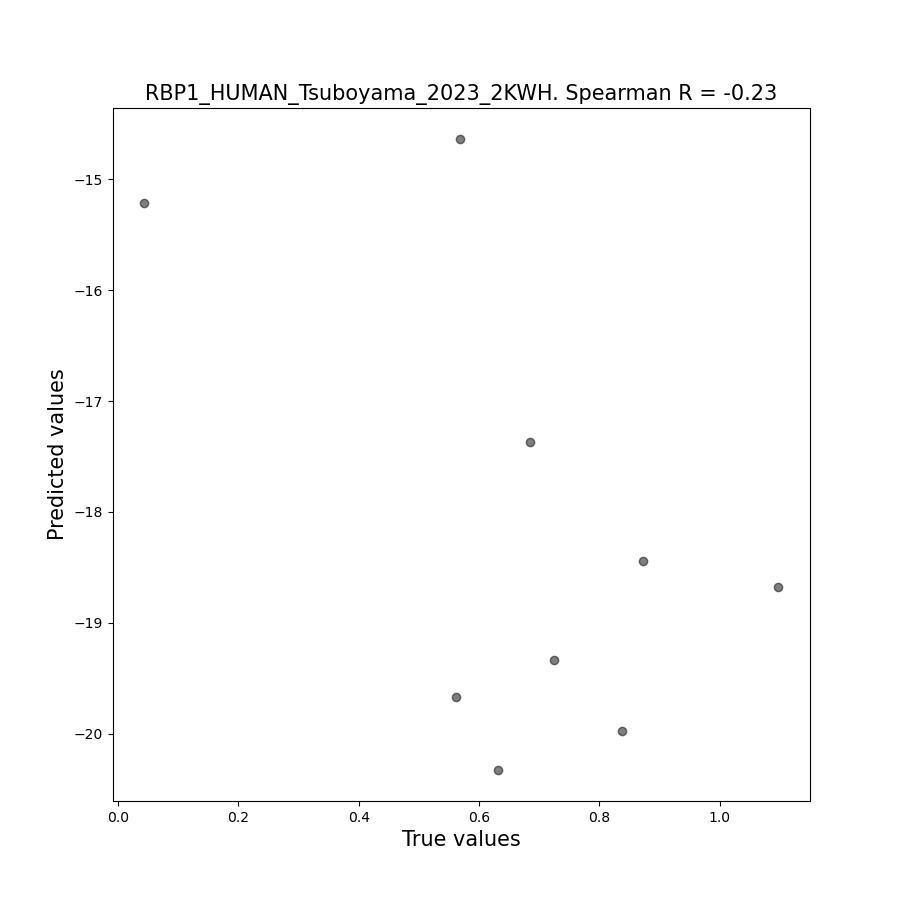 RBP1_HUMAN_Tsuboyama_2023_2KWH. Spearman R = -0.23
Predicted values
−15
−16
−17
−18
−19
−20
0.0 0.2 0.4 0.6 0.8 1.0
True values